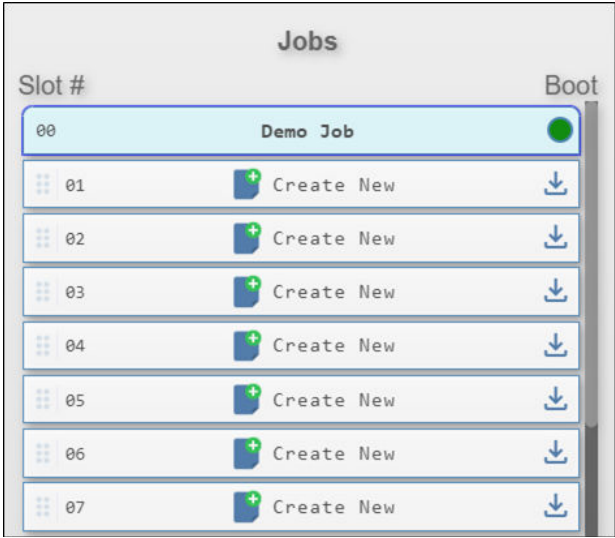 Jobs
Slot # Boot
00 Demo Job
01 Create New
02 Create New
03 Create New
04 Create New
05 Create New
06 Create New
07 Create New